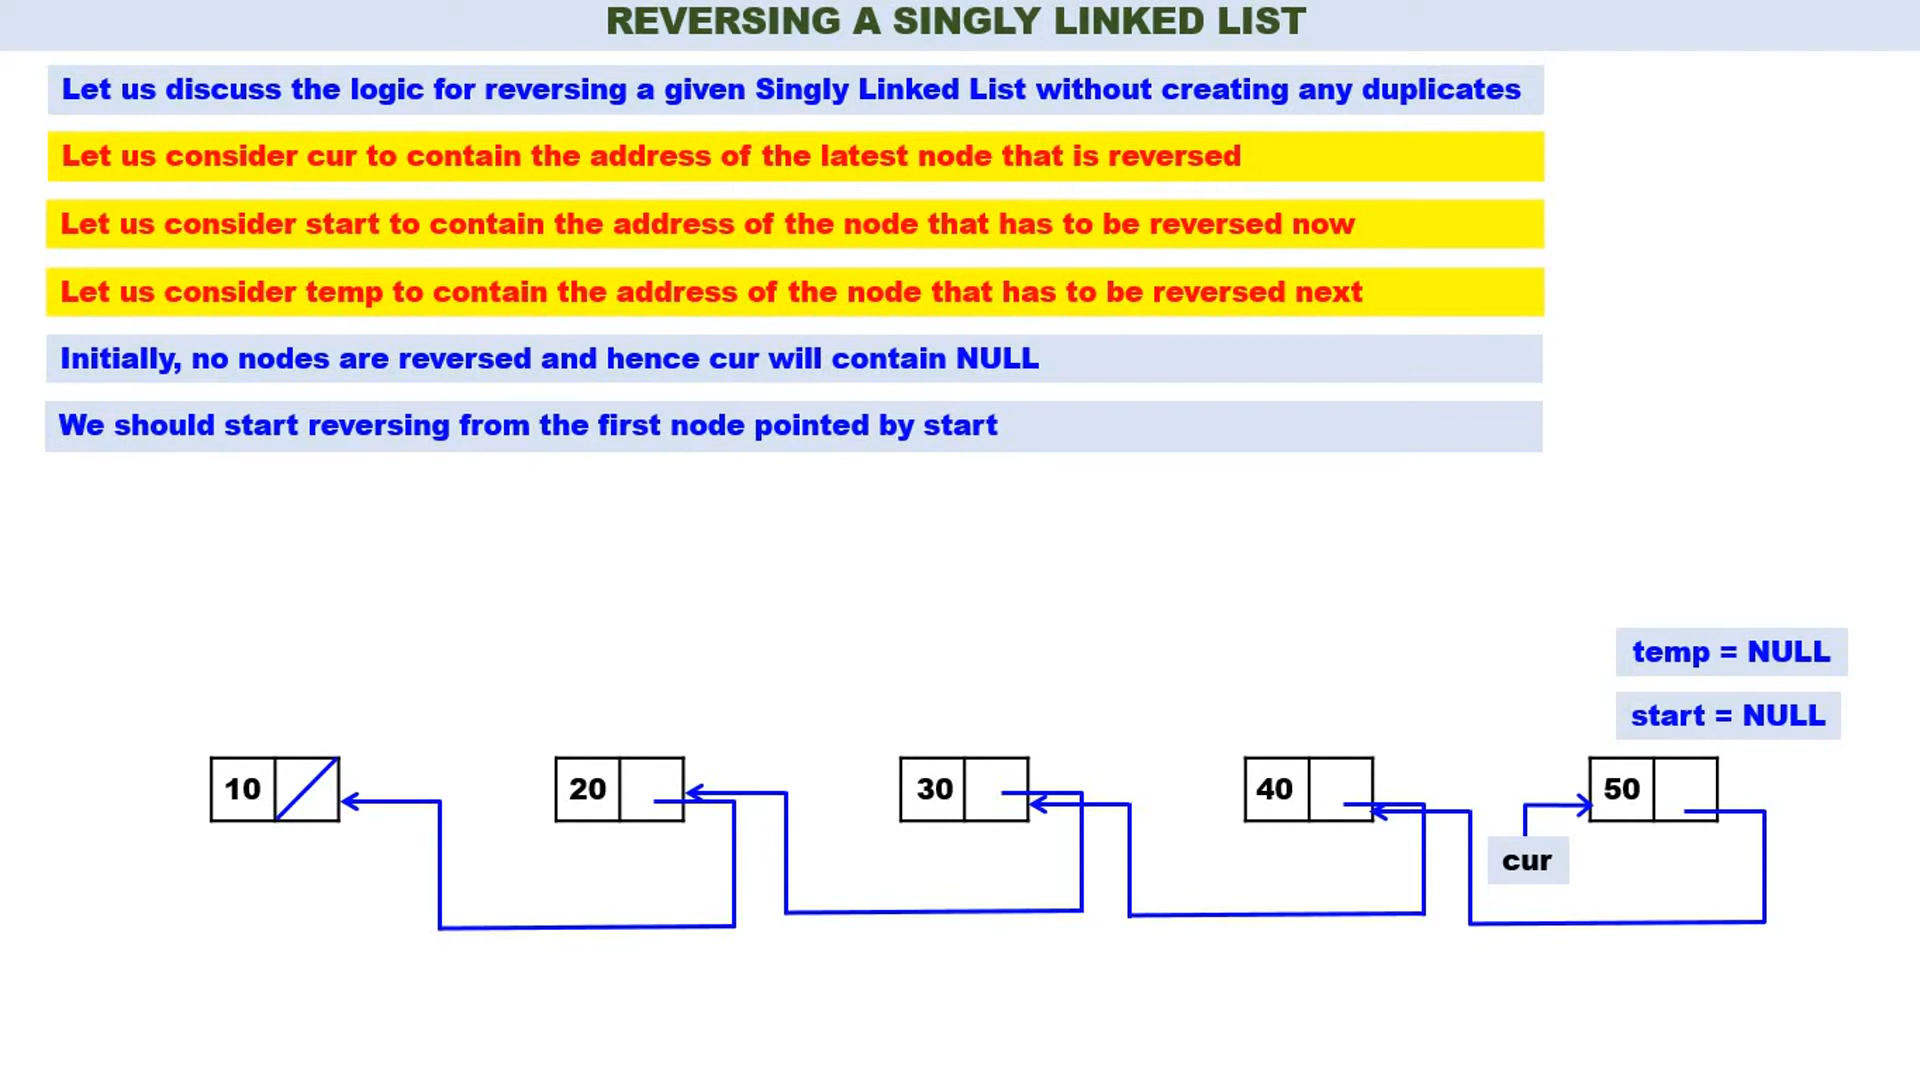 REVERSING A SINGLY LINKED LIST
Let us discuss the logic for reversing a given Singly Linked List without creating any duplicates
Let us consider cur to contain the address of the latest node that is reversed
Let us consider start to contain the address of the node that has to be reversed now
Let us consider temp to contain the address of the node that has to be reversed next
Initially, no nodes are reversed and hence cur will contain NULL
We should start reversing from the first node pointed by start
temp = NULL
start = NULL
10 20 30 40 50
cur